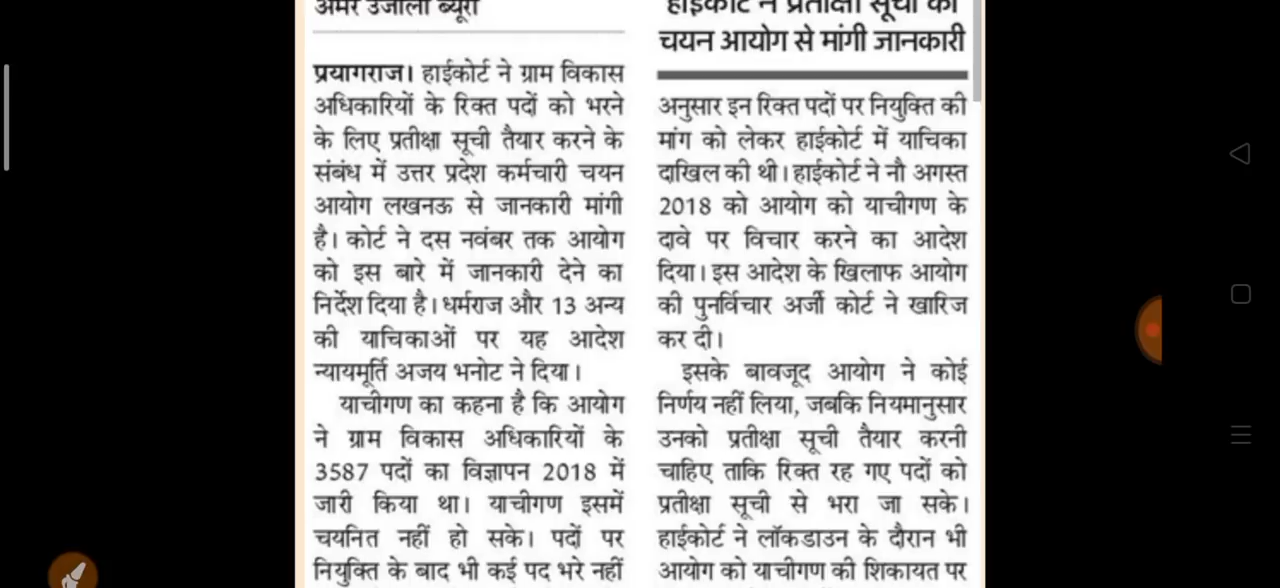 अमर उजाला ब्यूरो
प्रयागराज। हाईकोर्ट ने ग्राम विकास
अधिकारियों के रिक्त पदों को भरने
के लिए प्रतीक्षा सूची तैयार करने के
संबंध में उत्तर प्रदेश कर्मचारी चयन
आयोग लखनऊ से जानकारी मांगी
है। कोर्ट ने दस नवंबर तक आयोग
को इस बारे में जानकारी देने का
निर्देश दिया है। धर्मराज और 13 अन्य
की याचिकाओं पर यह आदेश
न्यायमूर्ति अजय भनोट ने दिया।
याचीगण का कहना है कि आयोग
ने ग्राम विकास अधिकारियों के
3587 पदों का विज्ञापन 2018 में
जारी किया था। याचीगण इसमें
चयनित नहीं हो सके। पदों पर
नियुक्ति के बाद भी कई पद भरे नहीं
हाईकोर्ट ने प्रतीक्षा सूची को
चयन आयोग से मांगी जानकारी
अनुसार इन रिक्त पदों पर नियुक्ति की
मांग को लेकर हाईकोर्ट में याचिका
दाखिल की थी। हाईकोर्ट ने नौ अगस्त
2018 को आयोग को याचीगण के
दावे पर विचार करने का आदेश
दिया। इस आदेश के खिलाफ आयोग
की पुनर्विचार अर्जी कोर्ट ने खारिज
कर दी।
इसके बावजूद आयोग ने कोई
निर्णय नहीं लिया, जबकि नियमानुसार
उनको प्रतीक्षा सूची तैयार करनी
चाहिए ताकि रिक्त रह गए पदों को
प्रतीक्षा सूची से भरा जा सके।
हाईकोर्ट ने लॉकडाउन के दौरान भी
आयोग को याचीगण की शिकायत पर